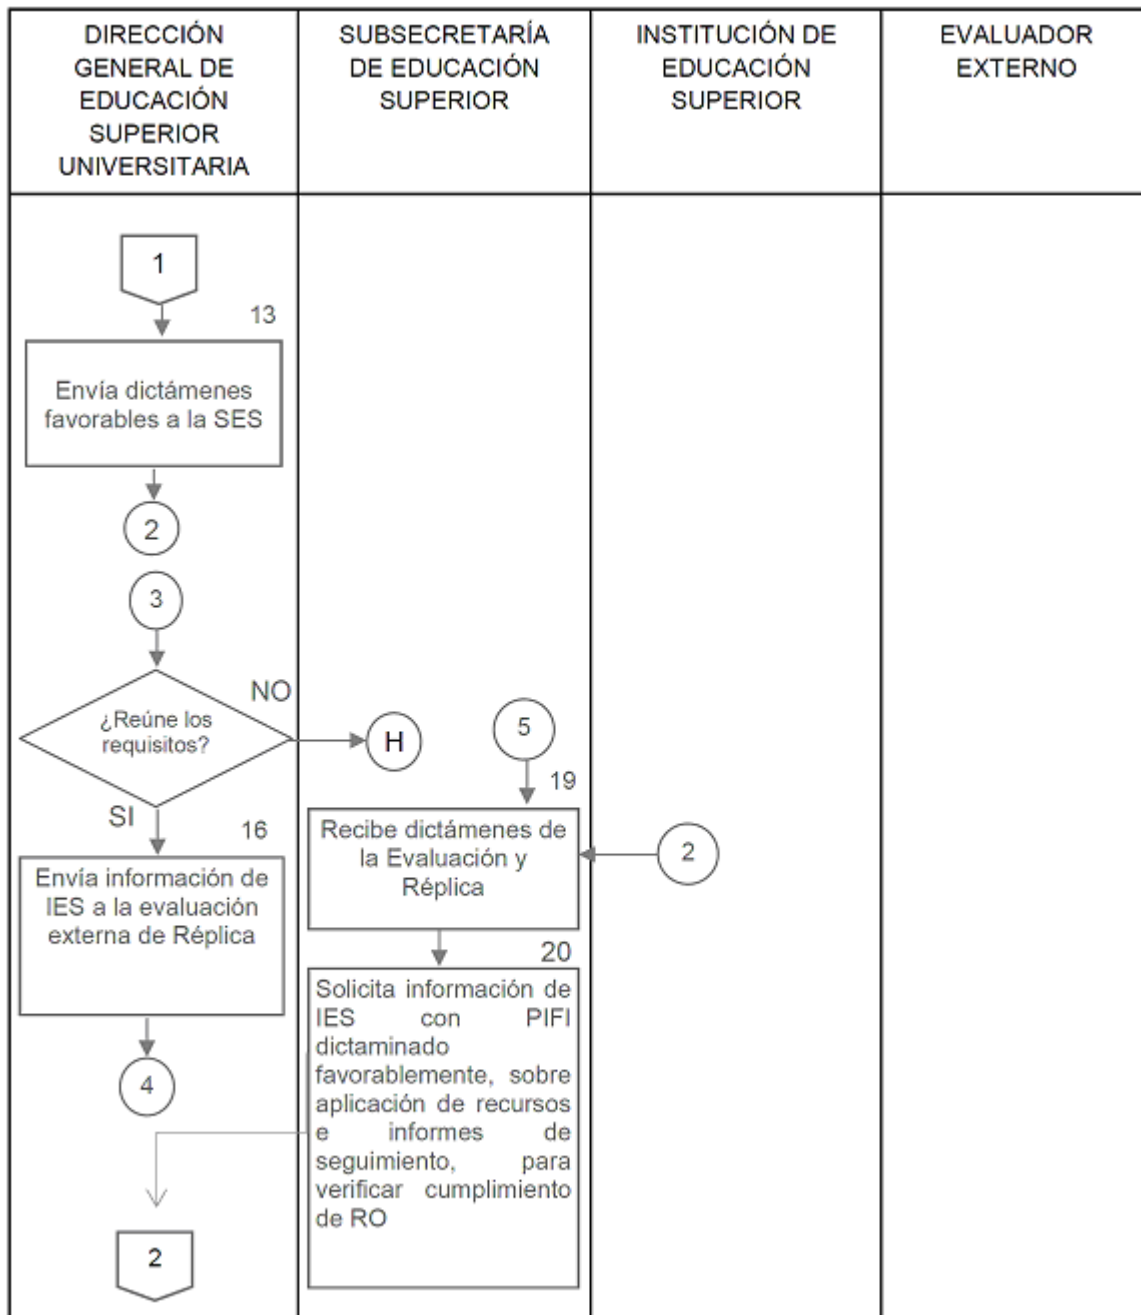 DIRECCIÓN
GENERAL DE
EDUCACIÓN
SUPERIOR
UNIVERSITARIA
SUBSECRETARÍA
DE EDUCACIÓN
SUPERIOR
INSTITUCIÓN DE
EDUCACIÓN
SUPERIOR
EVALUADOR
EXTERNO
1
13
Envía dictámenes
favorables a la SES
2
3
¿Reúne los
requisitos?
NO
H
SI
16
Envía información de
IES a la evaluación
externa de Réplica
4
2
5
19
Recibe dictámenes de
la Evaluación y
Réplica
2
20
Solicita información de
IES con PIFI
dictaminado
favorablemente, sobre
aplicación de recursos
e informes de
seguimiento, para
verificar cumplimiento
de RO